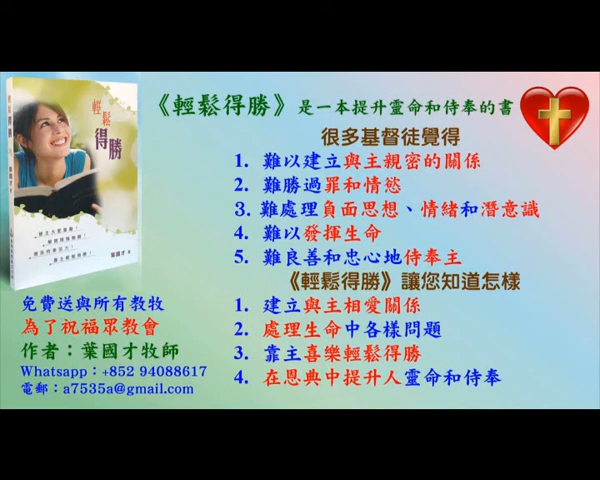 輕鬆
得勝
葉國才 著
《輕鬆得勝》是一本提升靈命和侍奉的書
很多基督徒覺得
1. 難以建立與主親密的關係
2. 難勝過罪和情慾
3. 難處理負面思想、情緒和潛意識
4. 難以發揮生命
5. 難良善和忠心地侍奉主
《輕鬆得勝》讓您知道怎樣
1. 建立與主相愛關係
2. 處理生命中各樣問題
3. 靠主喜樂輕鬆得勝
4. 在恩典中提升人靈命和侍奉
免費送與所有教牧
為了祝福眾教會
作者：葉國才牧師
Whatsapp：+852 94088617
電郵：a7535a@gmail.com